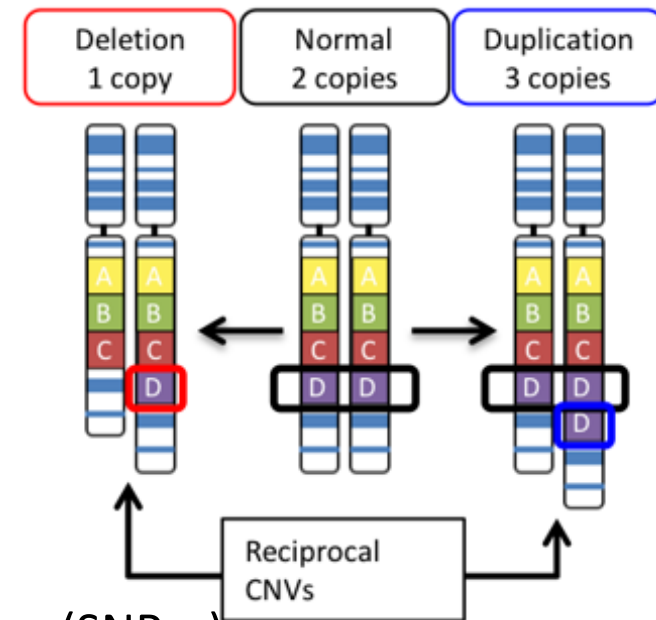 Deletion
1 copy
Normal
2 copies
Duplication
3 copies
A A A A A A
B B B B B B
C C C C C C
D D D D D
D
Reciprocal
CNVs